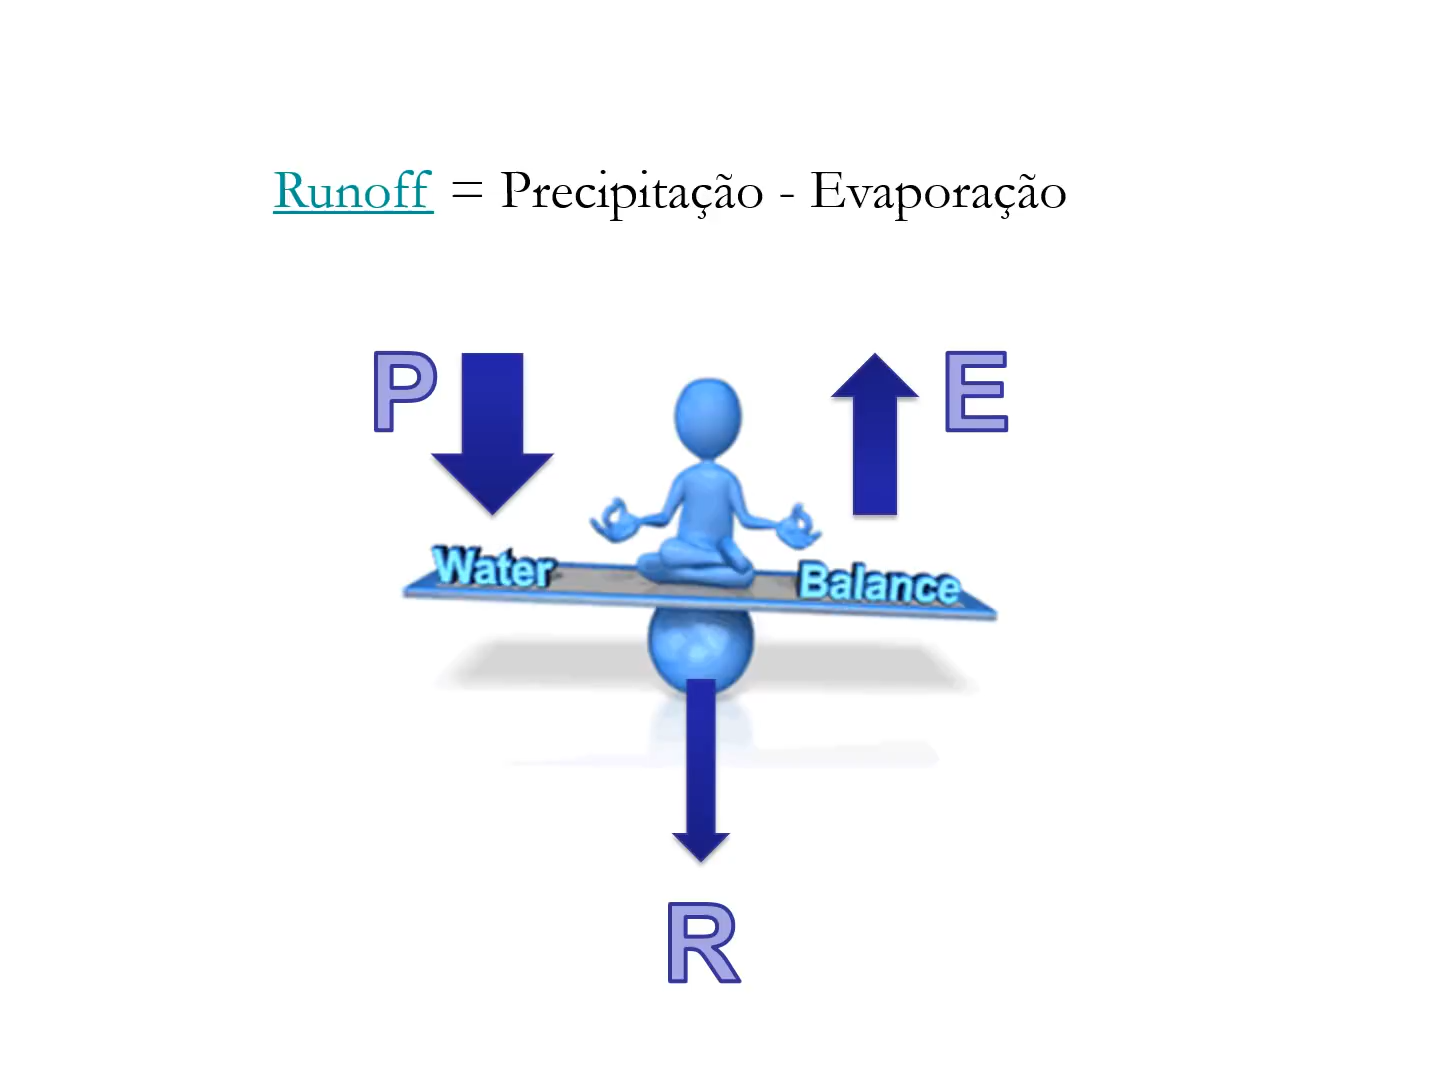 Runoff = Precipitação - Evaporação
P
E
Water Balance
R